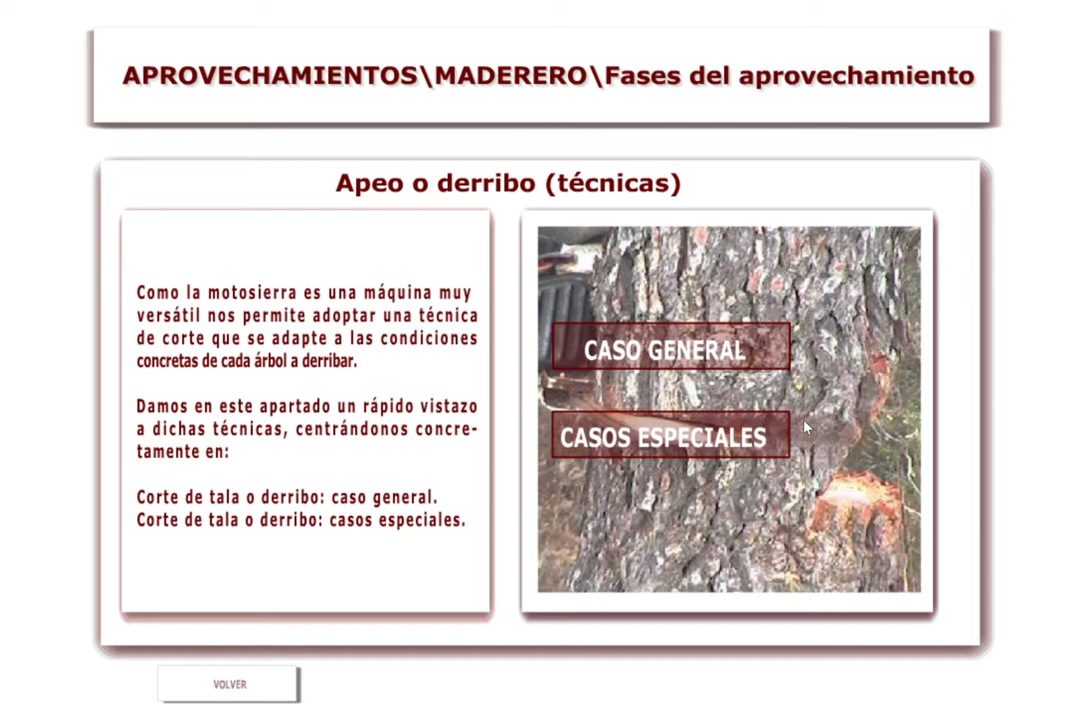 APROVECHAMIENTOS\MADERERO\Fases del aprovechamiento
Apeo o derribo (técnicas)
Como la motosierra es una máquina muy
versátil nos permite adoptar una técnica
de corte que se adapte a las condiciones
concretas de cada árbol a derribar.
Damos en este apartado un rápido vistazo
a dichas técnicas, centrándonos concre-
tamente en:
Corte de tala o derribo: caso general.
Corte de tala o derribo: casos especiales.
CASO GENERAL
CASOS ESPECIALES
VOLVER